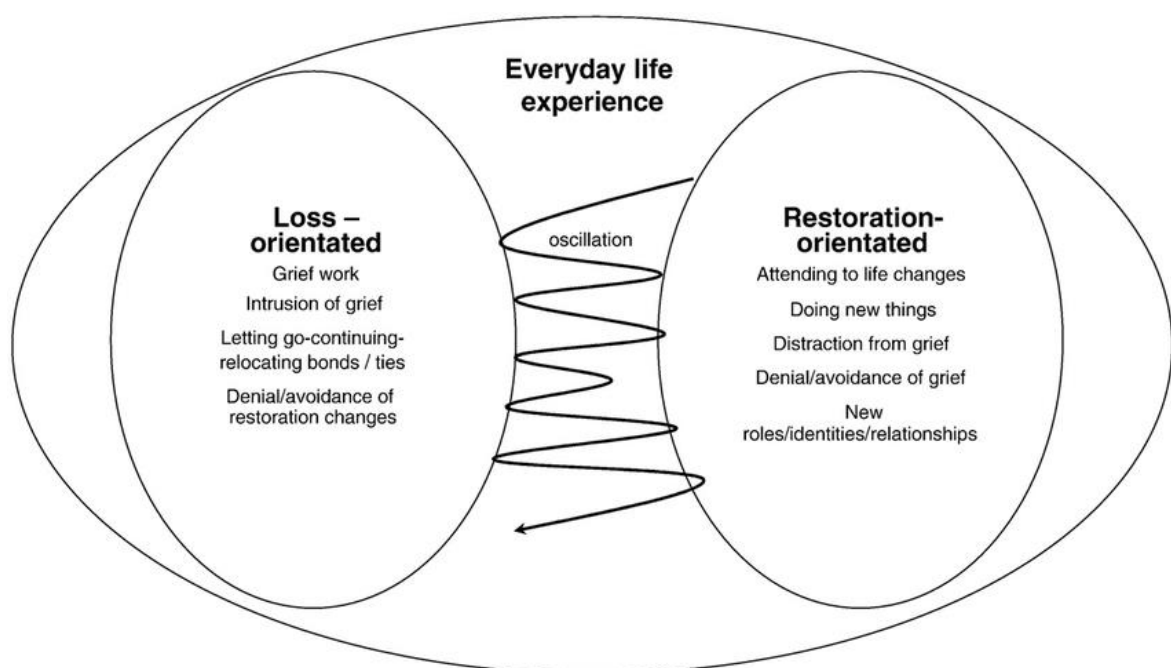 Everyday life
experience
Loss –
orientated
Grief work
Intrusion of grief
Letting go-continuing-
relocating bonds / ties
Denial/avoidance of
restoration changes
oscillation
Restoration-
orientated
Attending to life changes
Doing new things
Distraction from grief
Denial/avoidance of grief
New
roles/identities/relationships